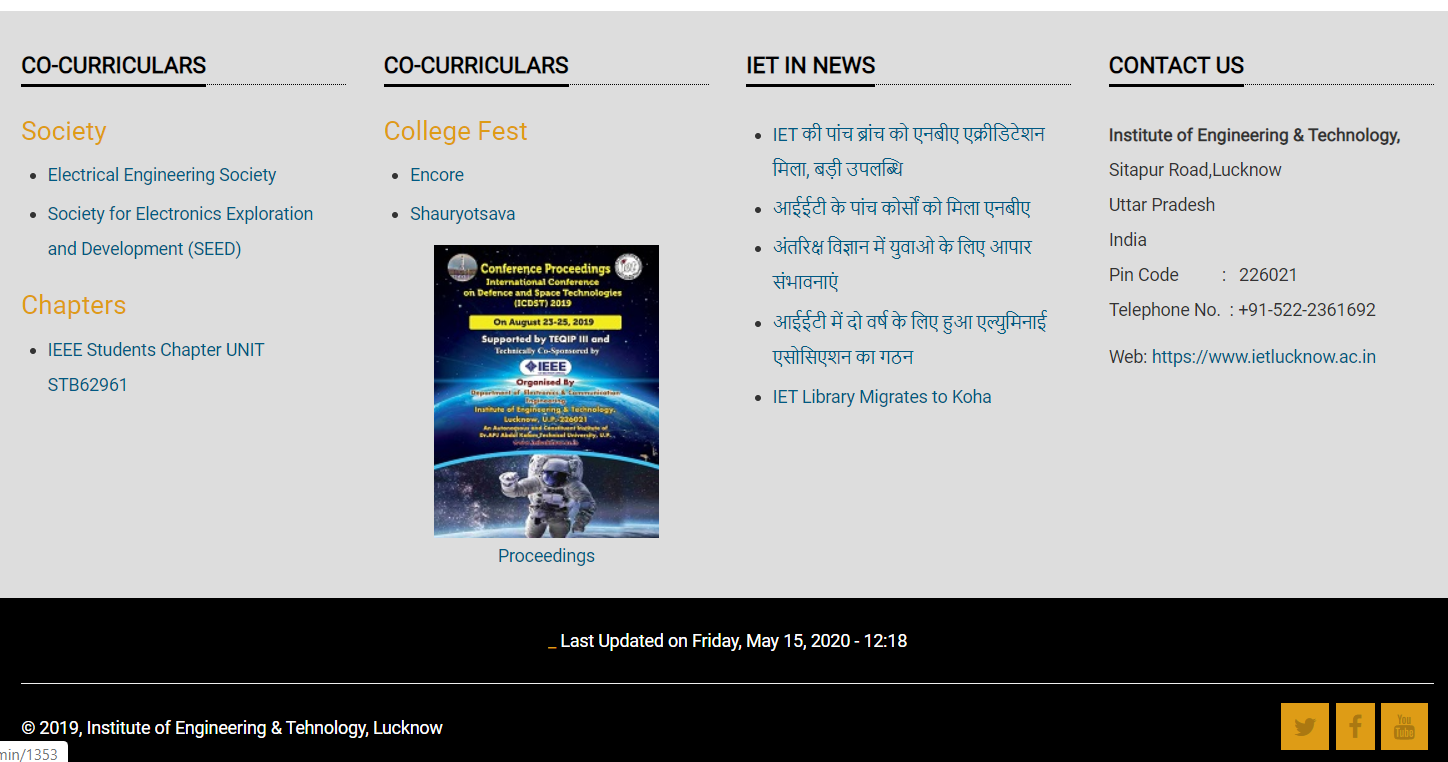 CO-CURRICULARS
Society
Electrical Engineering Society
Society for Electronics Exploration
and Development (SEED)
Chapters
IEEE Students Chapter UNIT
STB62961
CO-CURRICULARS
College Fest
Encore
Shauryotsava
Conference Proceedings
International Conference
on Defence and Space Technologies
(ICDST) 2019
On August 23-25, 2019
Supported by TEQIP III and
Technically Co-Sponsored by
IEEE
Organised By
Department of Electronics & Communication
Engineering
Institute of Engineering & Technology,
Lucknow, U.P.-226021
An Autonomous and Constituent Institute of
Dr.APJ Abdul Kalam Technical University, U.P.,
Proceedings
IET IN NEWS
IET की पांच ब्रांच को एनबीए एक्रीडिटेशन
मिला, बड़ी उपलब्धि
आईईटी के पांच कोर्सों को मिला एनबीए
अंतरिक्ष विज्ञान में युवाओ के लिए आपार
संभावनाएं
आईईटी में दो वर्ष के लिए हुआ एल्युमिनाई
एसोसिएशन का गठन
IET Library Migrates to Koha
CONTACT US
Institute of Engineering & Technology,
Sitapur Road,Lucknow
Uttar Pradesh
India
Pin Code : 226021
Telephone No. : +91-522-2361692
Web: https://www.ietlucknow.ac.in
_ Last Updated on Friday, May 15, 2020 - 12:18
© 2019, Institute of Engineering & Tehnology, Lucknow
You
Tube
min/1353